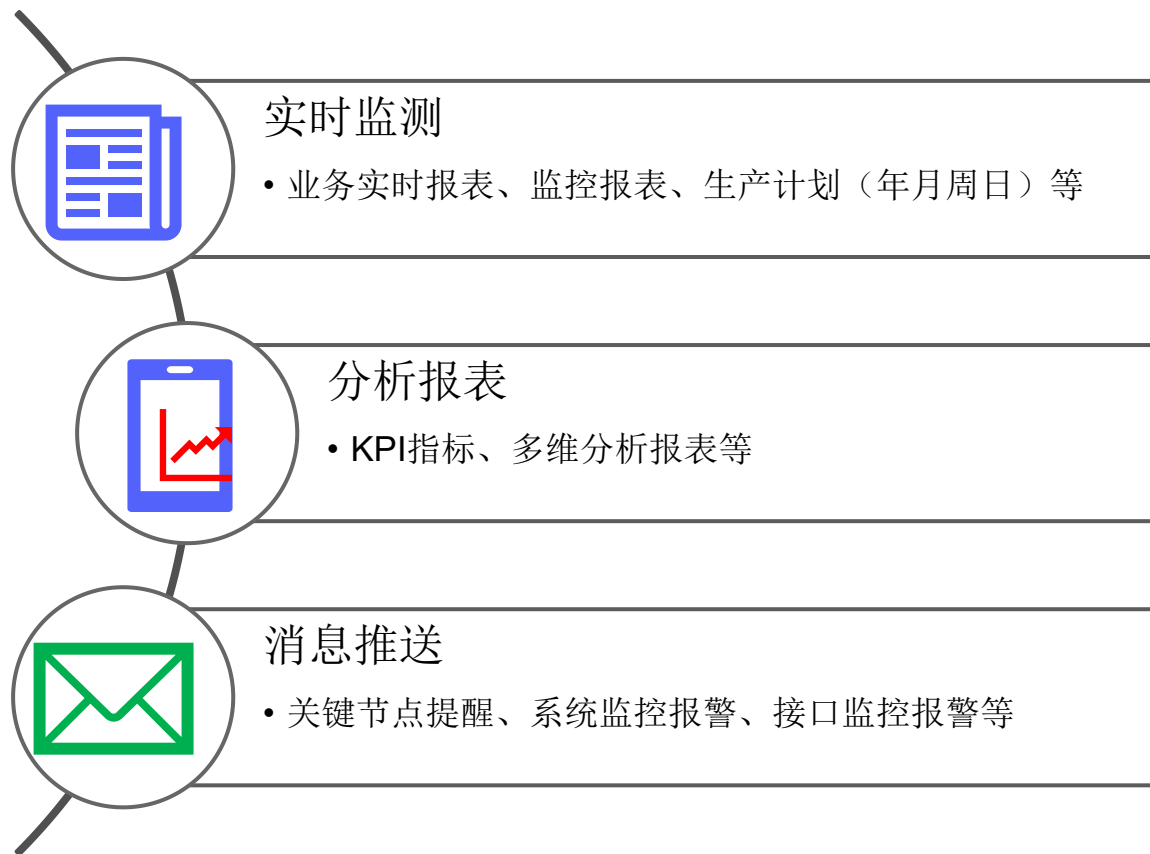 实时监测
• 业务实时报表、监控报表、生产计划（年月周日）等
分析报表
• KPI指标、多维分析报表等
消息推送
• 关键节点提醒、系统监控报警、接口监控报警等